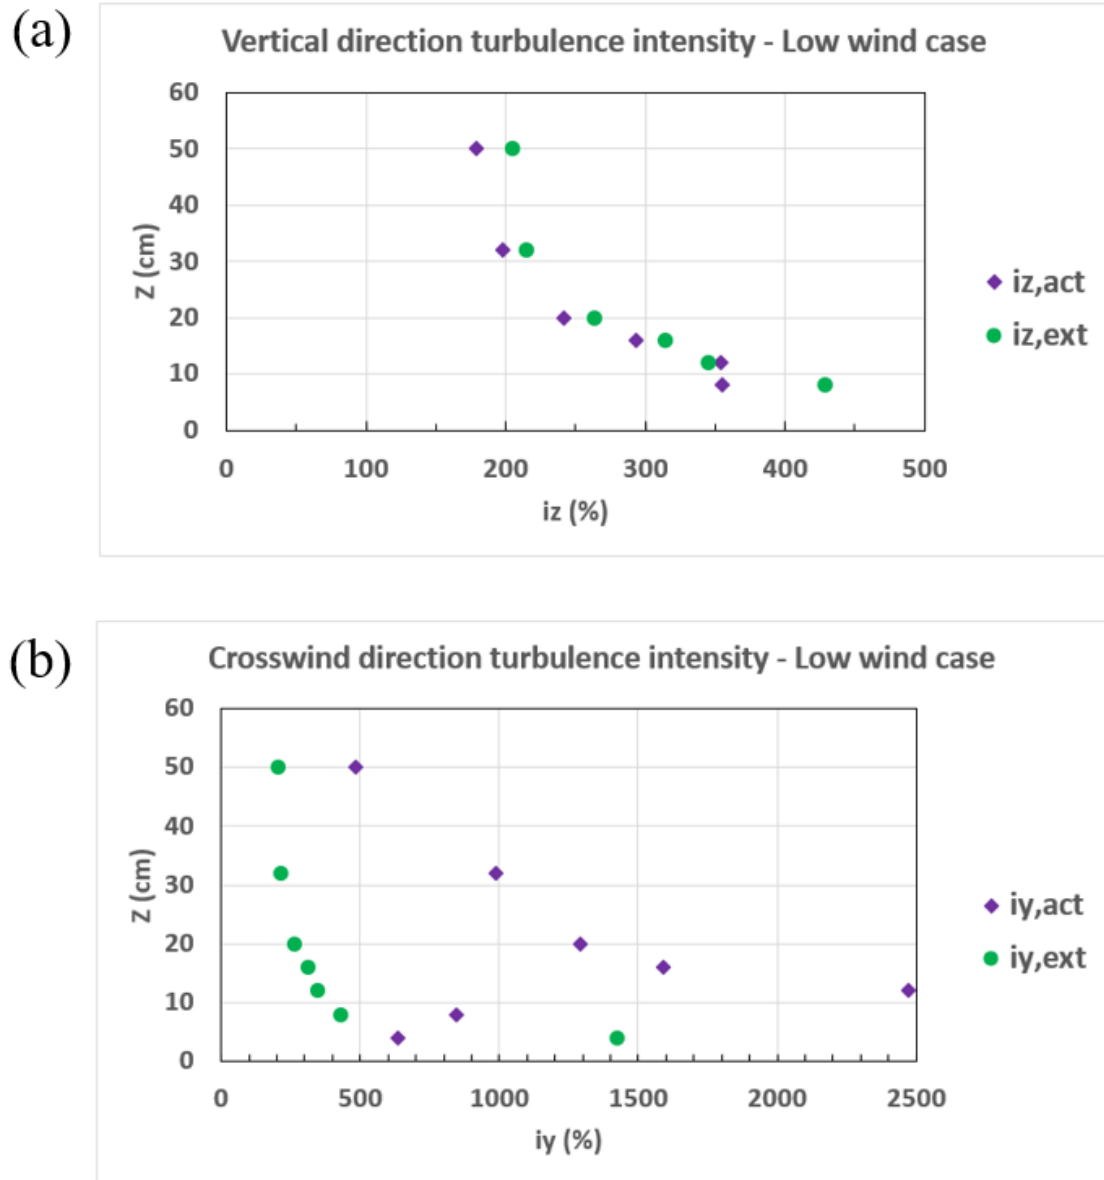 (a)
Vertical direction turbulence intensity - Low wind case
60
50
40
30
20
10
0
Z (cm)
0 100 200 300 400 500
iz (%)
iz,act
iz,ext
(b)
Crosswind direction turbulence intensity - Low wind case
60
50
40
30
20
10
0
Z (cm)
0 500 1000 1500 2000 2500
iy (%)
iy,act
iy,ext